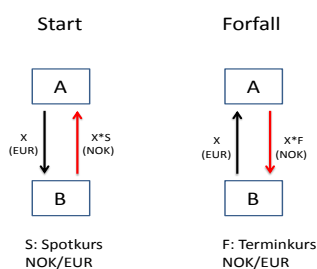 Start
Forfall
A
A
X
(EUR)
X*S
(NOK)
X
(EUR)
X*F
(NOK)
B
B
S: Spotkurs
NOK/EUR
F: Terminkurs
NOK/EUR